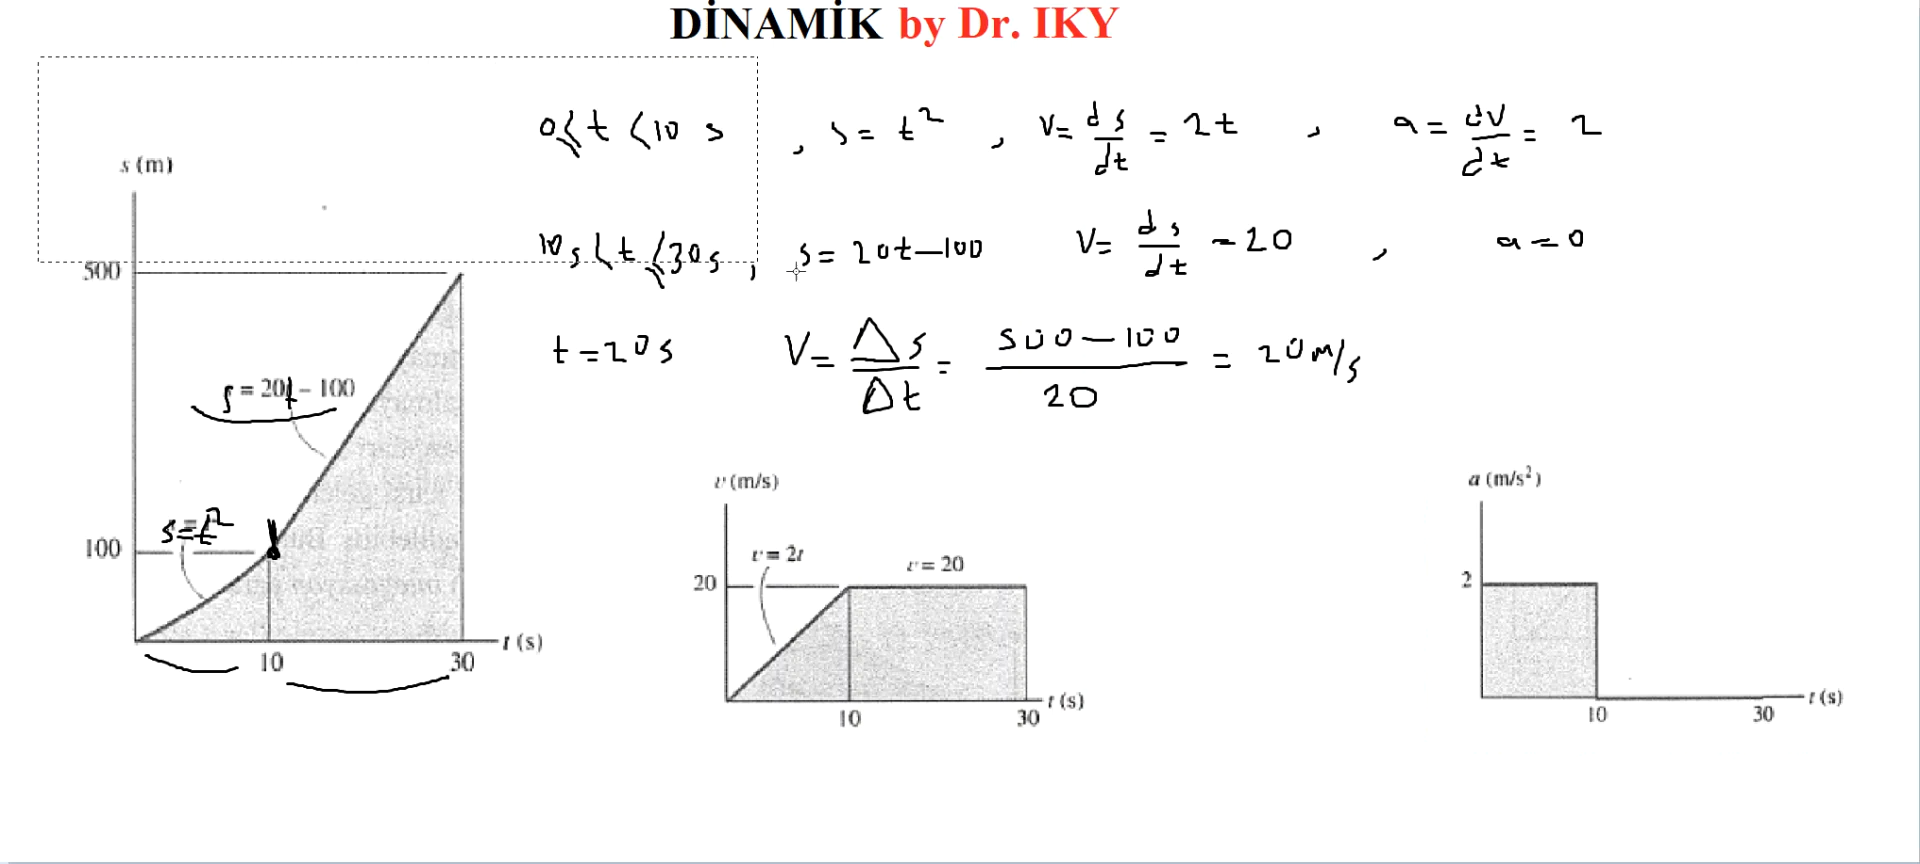 DİNAMİK by Dr. IKY
0 ≤ t < 10 s , s = t² , v = ds/dt = 2t , a = dv/dt = 2
10 s < t ≤ 30 s , s = 20t - 100 v = ds/dt = 20 , a = 0
t = 20 s V = Δs/Δt = 500 - 100 / 20 = 20 m/s
s (m)
500
s = 20t - 100
s = t²
100
10
30
t (s)
v (m/s)
v = 2t
v = 20
20
10
30
t (s)
a (m/s²)
2
10
30
t (s)